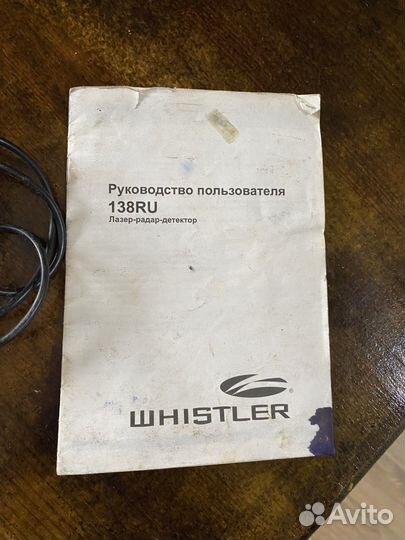 Руководство пользователя
138RU
Лазер-радар-детектор
WHISTLER
Avito